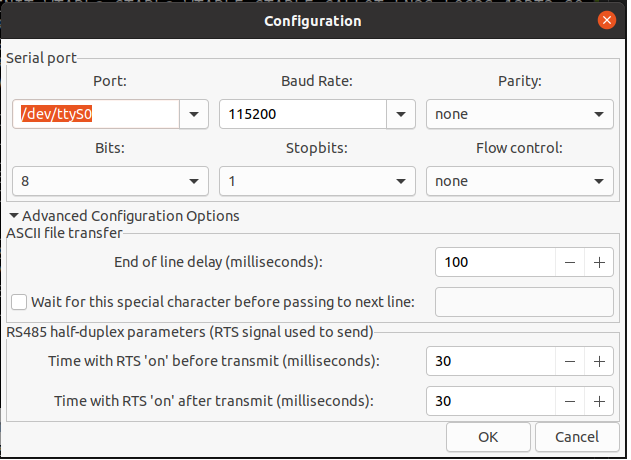 Configuration
Serial port
Port: Baud Rate: Parity:
/dev/ttyS0 115200 none
Bits: Stopbits: Flow control:
8 1 none
Advanced Configuration Options
ASCII file transfer
End of line delay (milliseconds): 100
Wait for this special character before passing to next line:
RS485 half-duplex parameters (RTS signal used to send)
Time with RTS 'on' before transmit (milliseconds): 30
Time with RTS 'on' after transmit (milliseconds): 30
OK Cancel